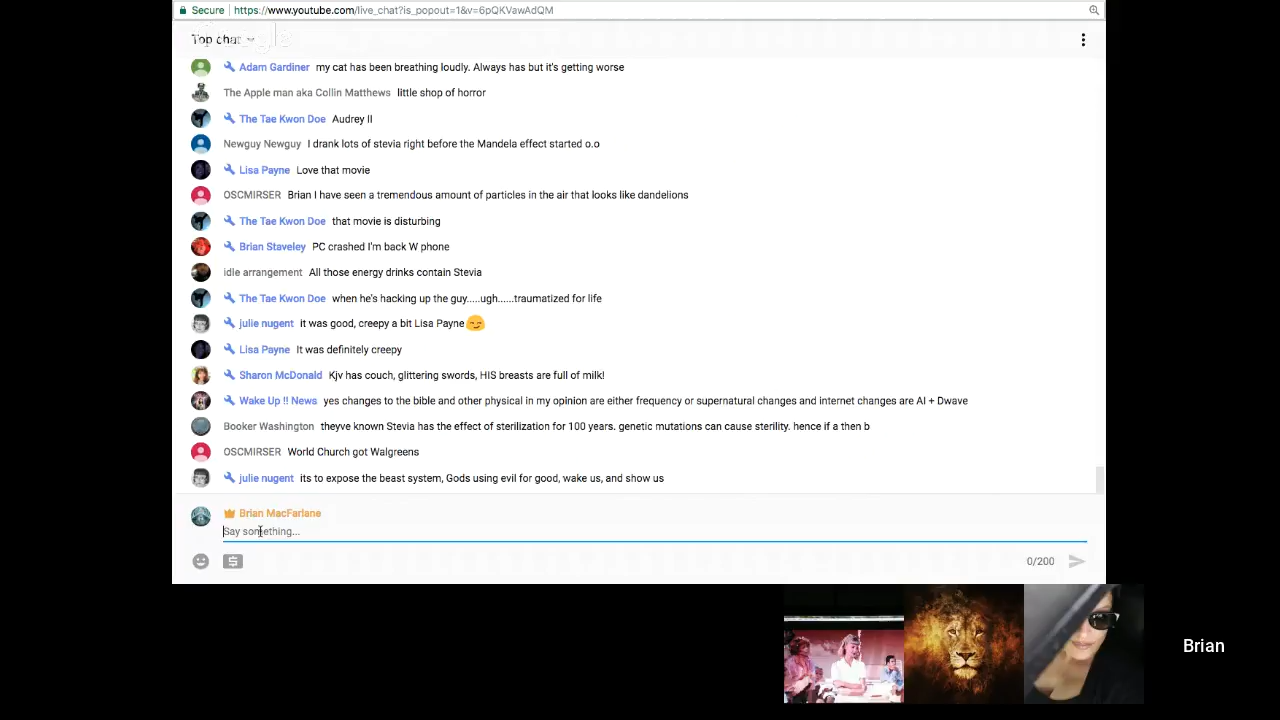 Secure https://www.youtube.com/live_chat?is_popout=1&v=6pQKVawAdQM
Top chat
Adam Gardiner my cat has been breathing loudly. Always has but it's getting worse
The Apple man aka Collin Matthews little shop of horror
The Tae Kwon Doe Audrey II
Newguy Newguy I drank lots of stevia right before the Mandela effect started o.o
Lisa Payne Love that movie
OSCMIRSER Brian I have seen a tremendous amount of particles in the air that looks like dandelions
The Tae Kwon Doe that movie is disturbing
Brian Staveley PC crashed I'm back W phone
idle arrangement All those energy drinks contain Stevia
The Tae Kwon Doe when he's hacking up the guy.....ugh......traumatized for life
julie nugent it was good, creepy a bit Lisa Payne
Lisa Payne It was definitely creepy
Sharon McDonald Kjv has couch, glittering swords, HIS breasts are full of milk!
Wake Up !! News yes changes to the bible and other physical in my opinion are either frequency or supernatural changes and internet changes are AI + Dwave
Booker Washington theyve known Stevia has the effect of sterilization for 100 years. genetic mutations can cause sterility. hence if a then b
OSCMIRSER World Church got Walgreens
julie nugent its to expose the beast system, Gods using evil for good, wake us, and show us
Brian MacFarlane
Say something...
0/200
Brian